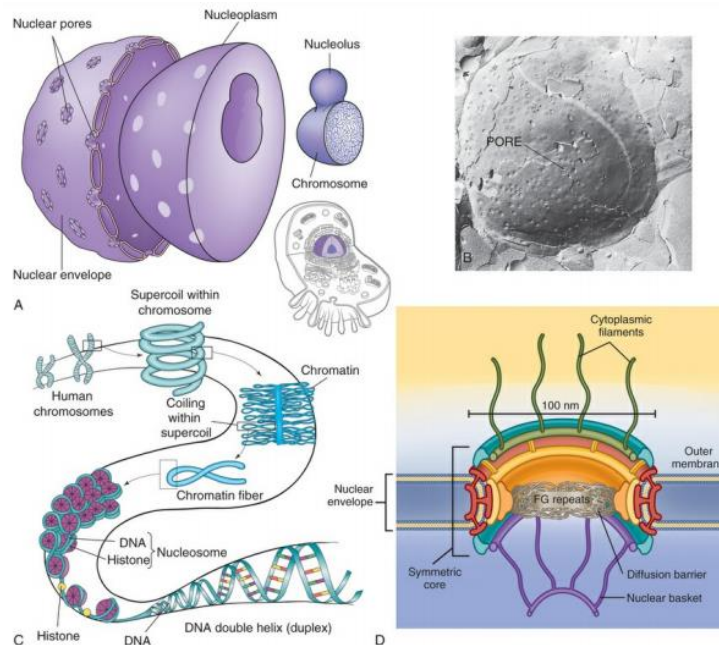 Nuclear pores
Nucleoplasm
Nucleolus
Chromosome
Nuclear envelope
A
PORE
B
Supercoil within
chromosome
Human
chromosomes
Chromatin
Coiling within
supercoil
Chromatin fiber
DNA
Histone
Nucleosome
Histone
DNA
DNA double helix (duplex)
C
Cytoplasmic
filaments
100 nm
Outer
membran
Nuclear
envelope
FG repeats
Symmetric
core
Diffusion barrier
Nuclear basket
D